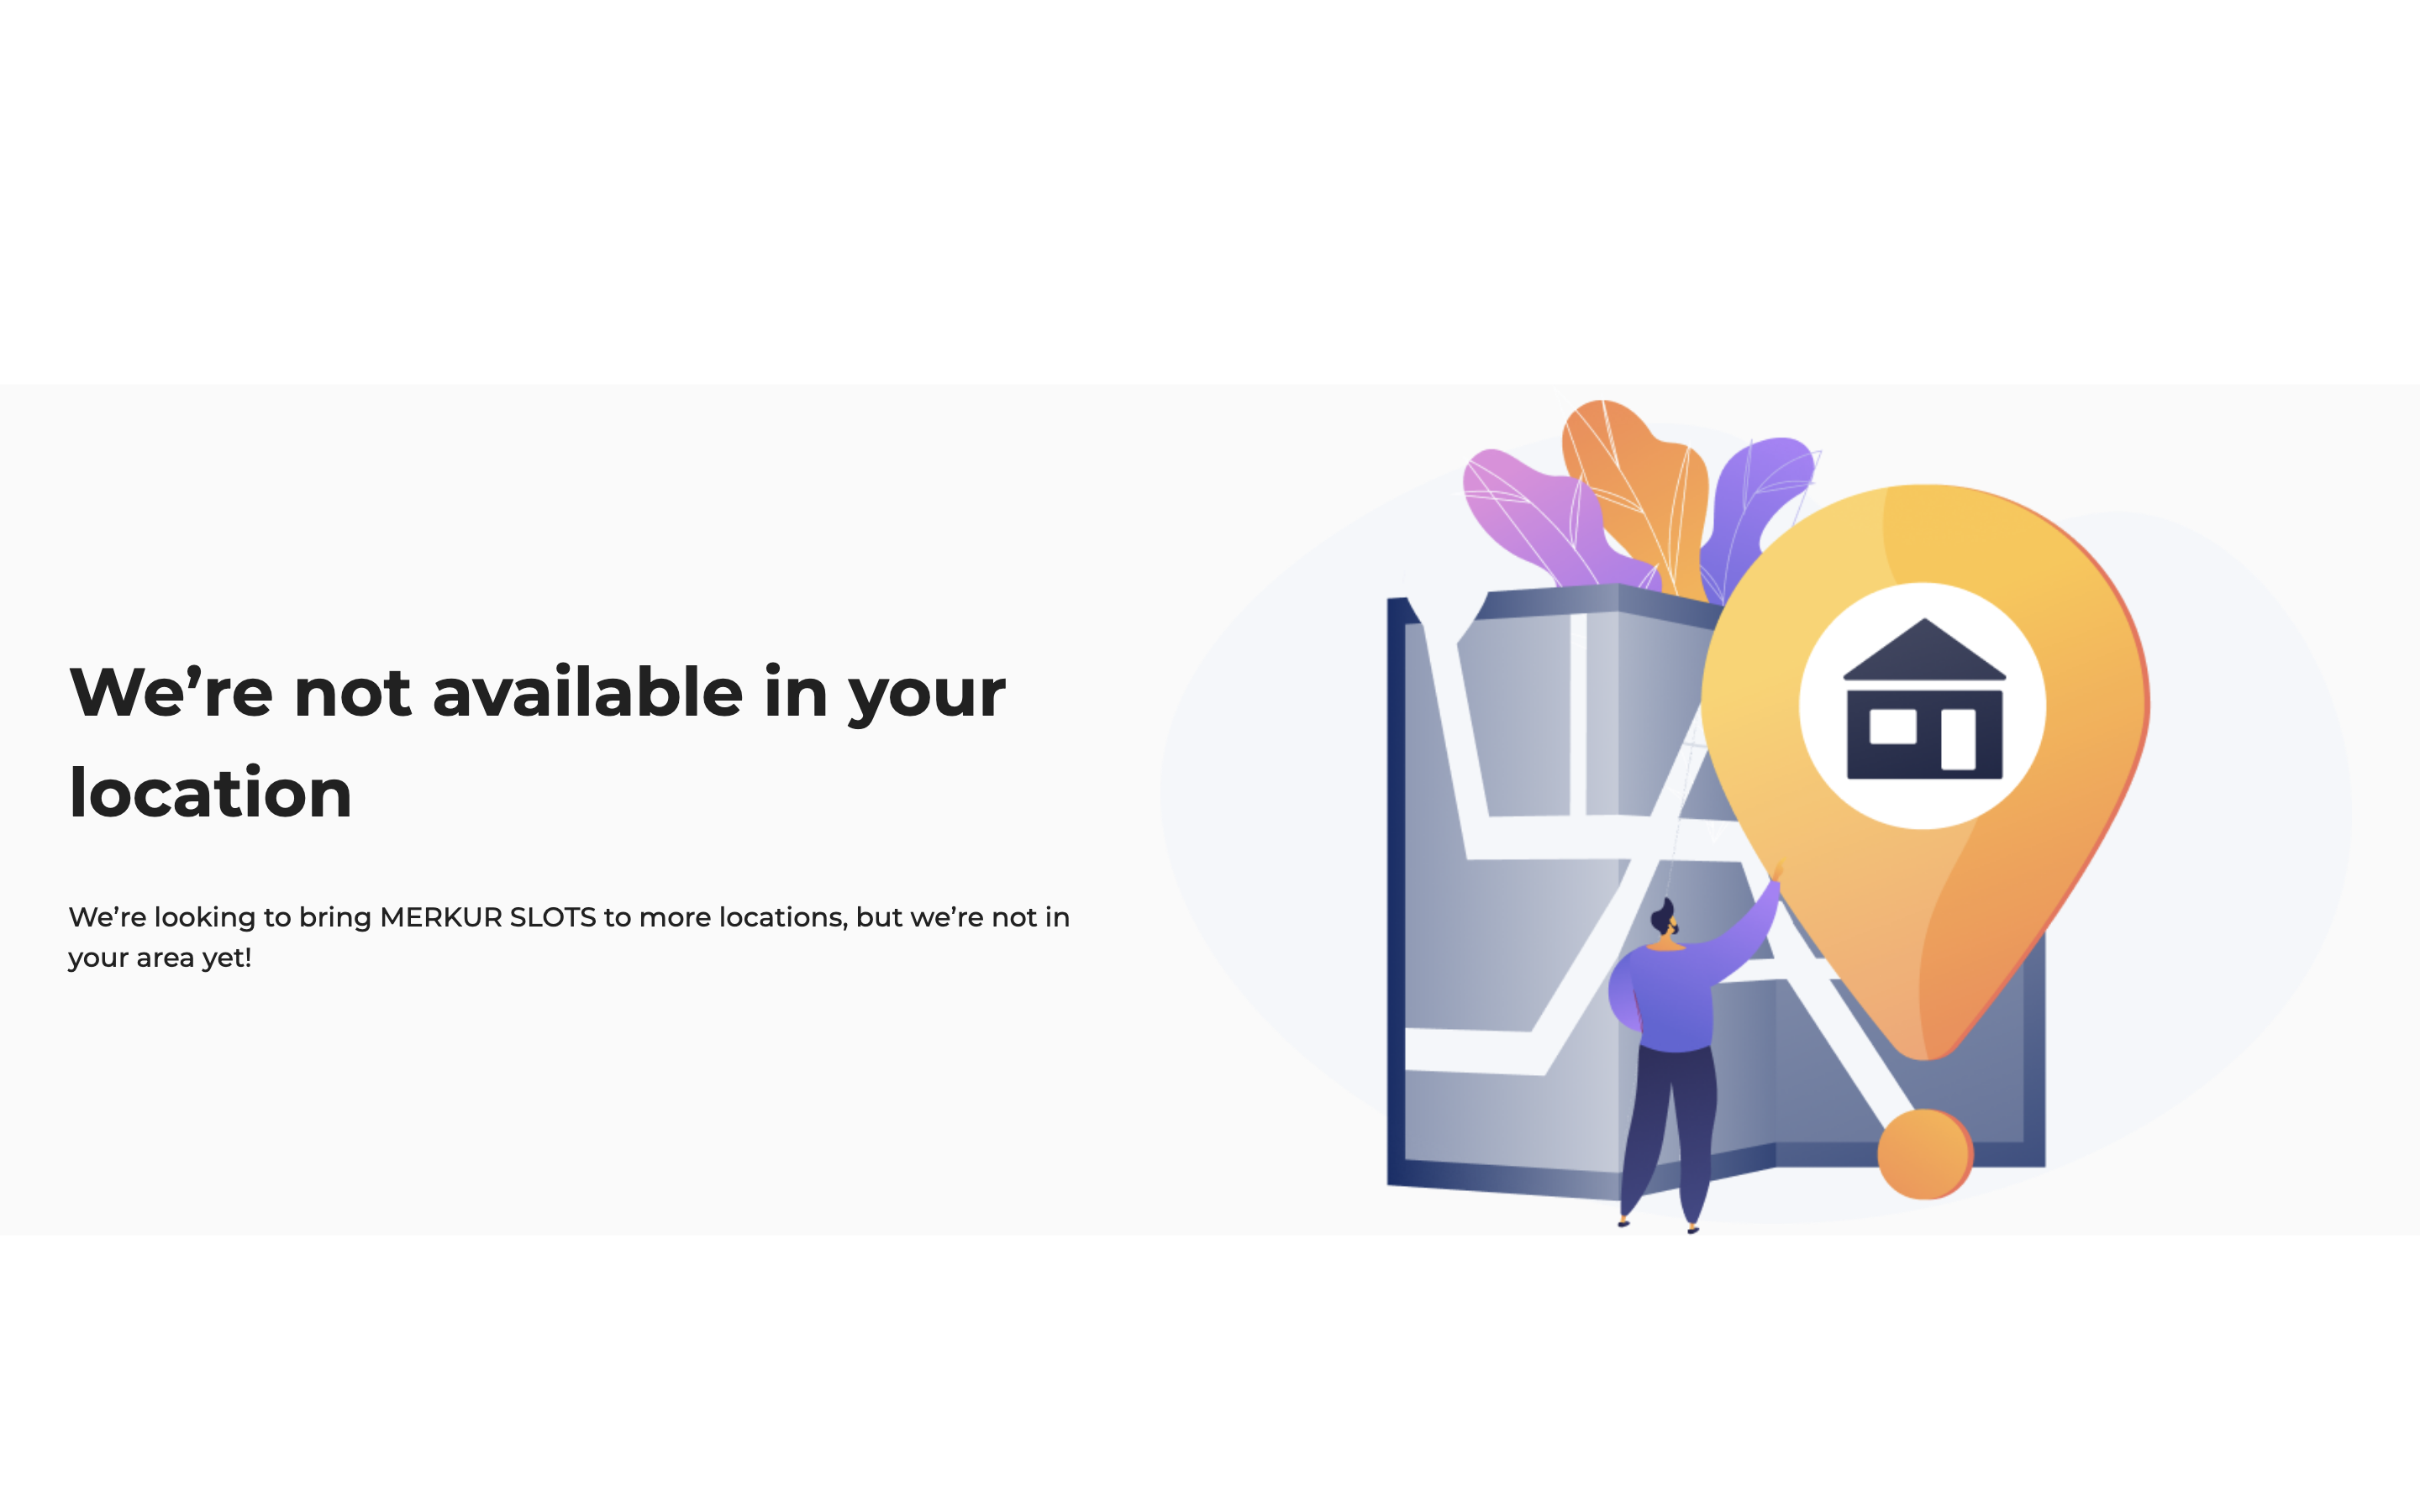 We’re not available in your
location
We’re looking to bring MERKUR SLOTS to more locations, but we’re not in
your area yet!